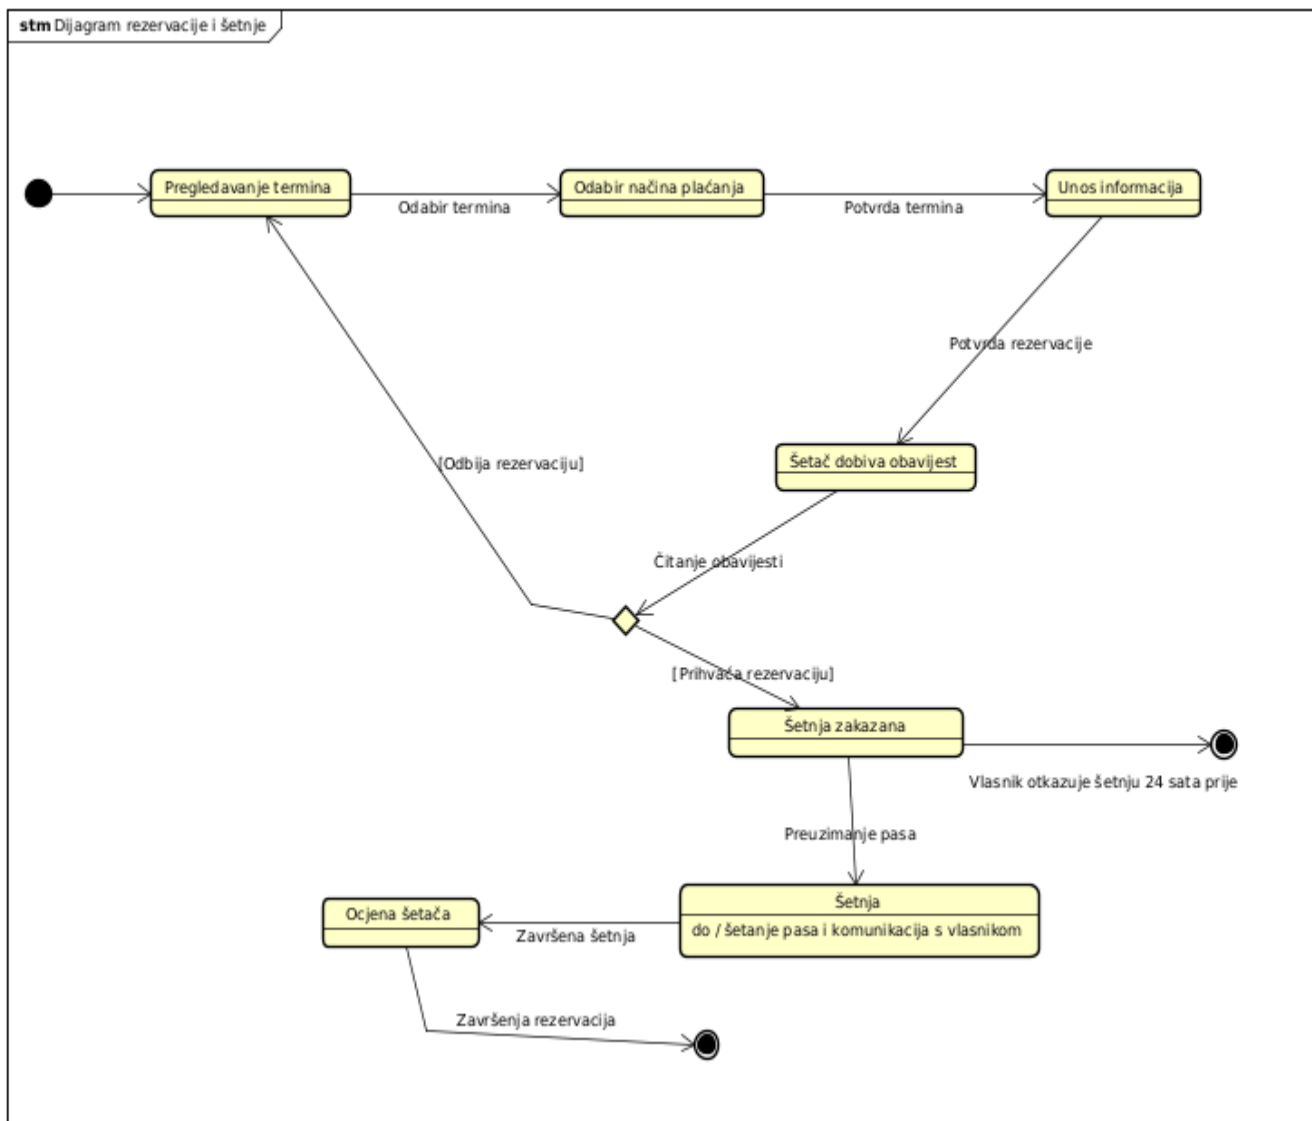 stm Dijagram rezervacije i šetnje
Pregledavanje termina
Odabir termina
Odabir načina plaćanja
Potvrda termina
Unos informacija
Potvrda rezervacije
Šetač dobiva obavijest
[Odbija rezervaciju]
Čitanje obavijesti
[Prihvaća rezervaciju]
Šetnja zakazana
Vlasnik otkazuje šetnju 24 sata prije
Preuzimanje pasa
Šetnja
do / šetanje pasa i komunikacija s vlasnikom
Završena šetnja
Ocjena šetača
Završenja rezervacija